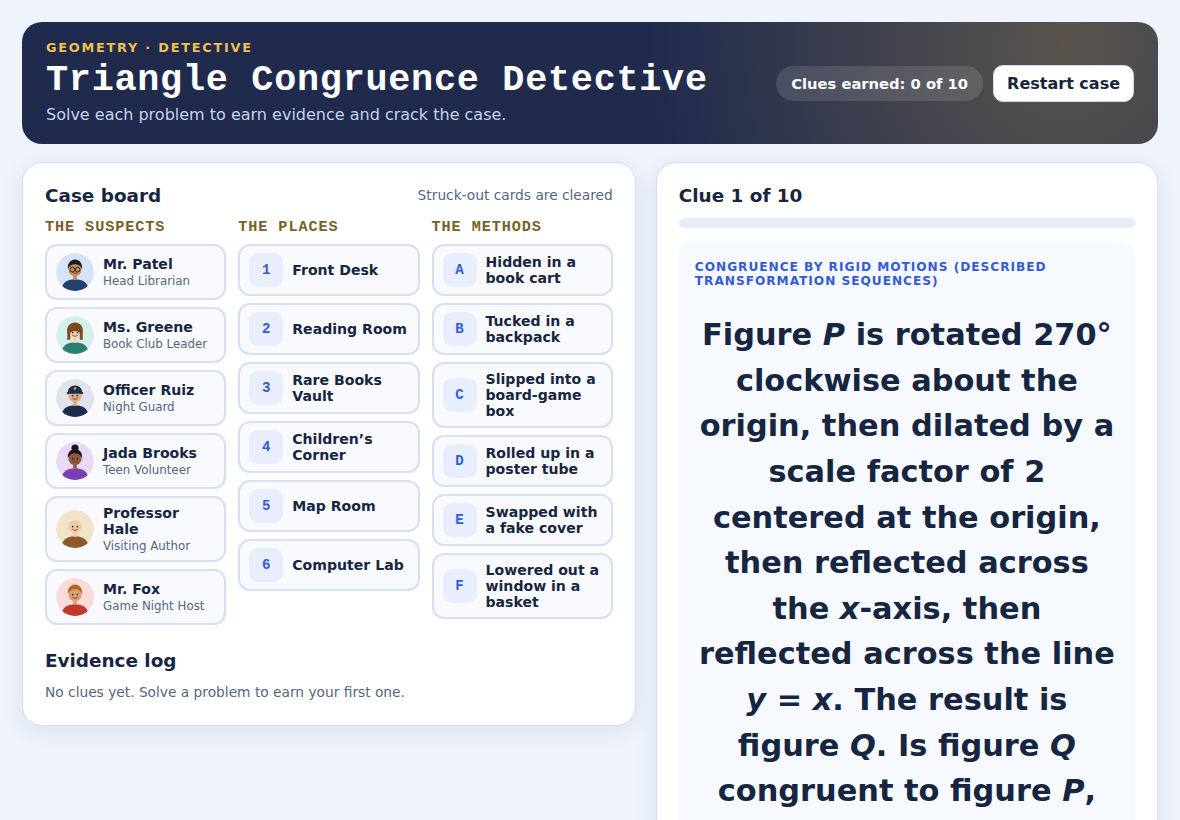 GEOMETRY · DETECTIVE
Triangle Congruence Detective
Solve each problem to earn evidence and crack the case.
Clues earned: 0 of 10
Restart case
Case board
Struck-out cards are cleared
THE SUSPECTS
Mr. Patel
Head Librarian
Ms. Greene
Book Club Leader
Officer Ruiz
Night Guard
Jada Brooks
Teen Volunteer
Professor
Hale
Visiting Author
Mr. Fox
Game Night Host
THE PLACES
1
Front Desk
2
Reading Room
3
Rare Books
Vault
4
Children’s
Corner
5
Map Room
6
Computer Lab
THE METHODS
A
Hidden in a
book cart
B
Tucked in a
backpack
C
Slipped into a
board-game
box
D
Rolled up in a
poster tube
E
Swapped with
a fake cover
F
Lowered out a
window in a
basket
Evidence log
No clues yet. Solve a problem to earn your first one.
Clue 1 of 10
CONGRUENCE BY RIGID MOTIONS (DESCRIBED
TRANSFORMATION SEQUENCES)
Figure P is rotated 270°
clockwise about the
origin, then dilated by a
scale factor of 2
centered at the origin,
then reflected across
the x-axis, then
reflected across the line
y = x. The result is
figure Q. Is figure Q
congruent to figure P,